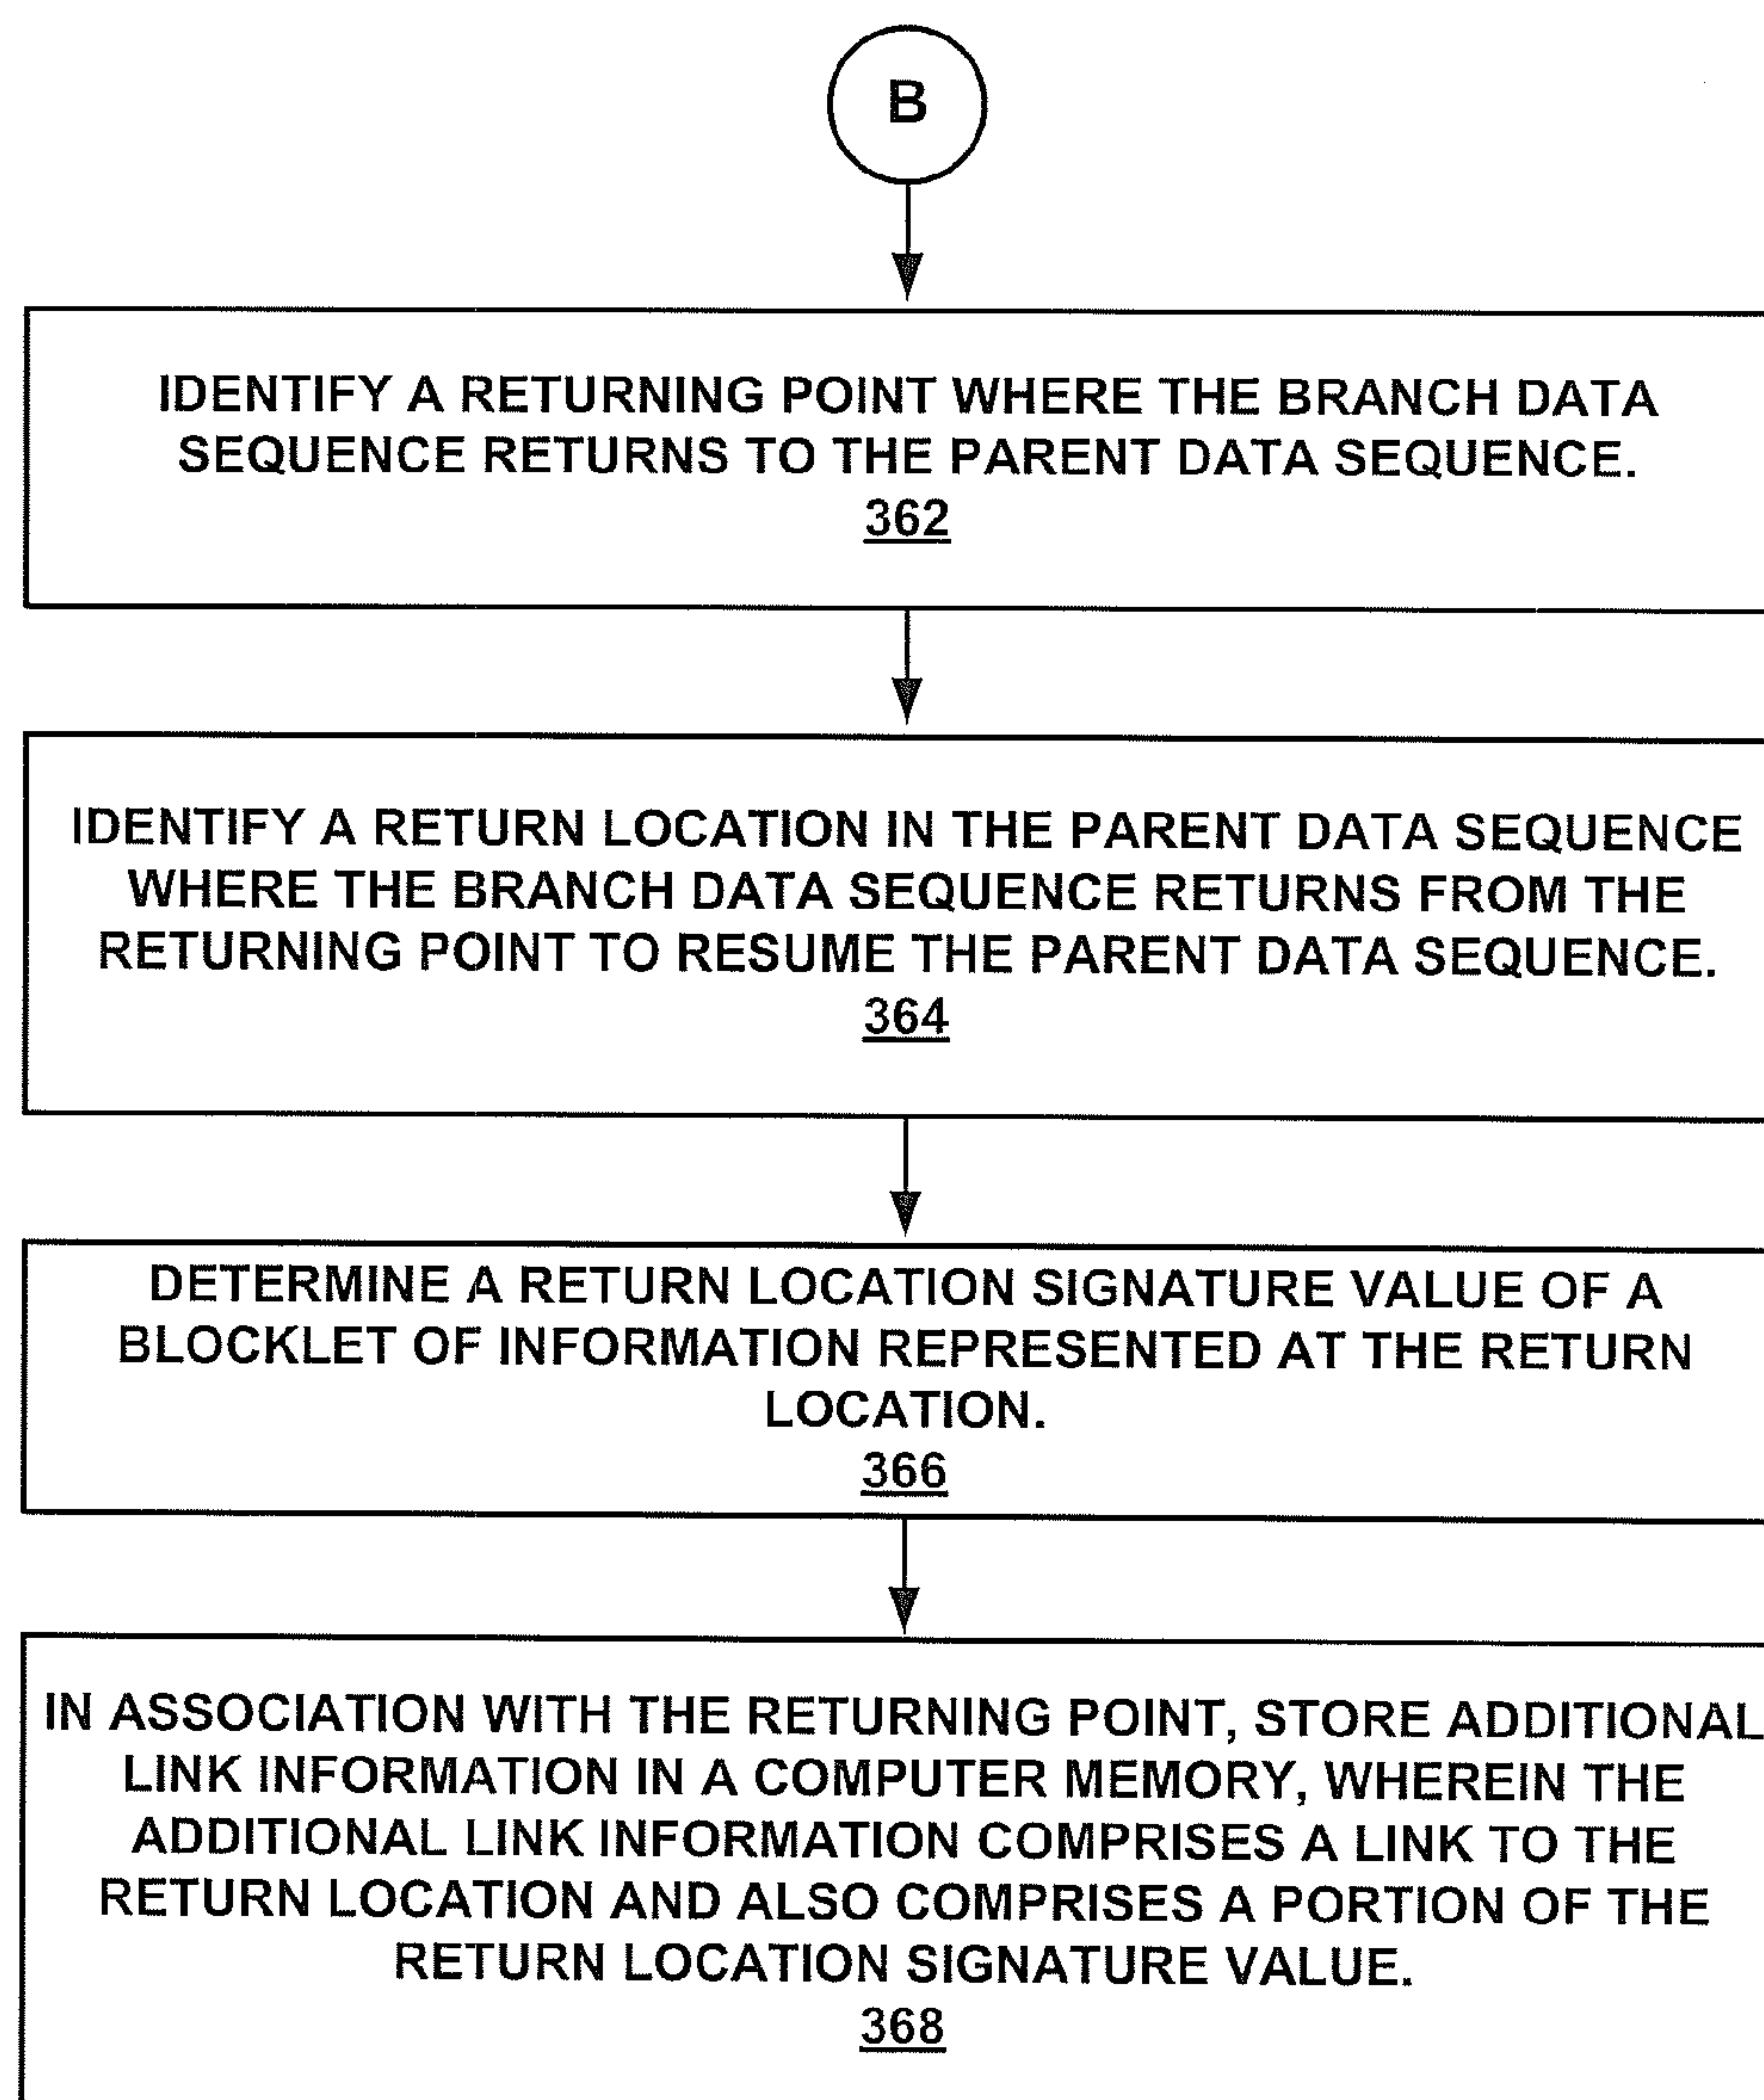 B
IDENTIFY A RETURNING POINT WHERE THE BRANCH DATA
SEQUENCE RETURNS TO THE PARENT DATA SEQUENCE.
362
IDENTIFY A RETURN LOCATION IN THE PARENT DATA SEQUENCE
WHERE THE BRANCH DATA SEQUENCE RETURNS FROM THE
RETURNING POINT TO RESUME THE PARENT DATA SEQUENCE.
364
DETERMINE A RETURN LOCATION SIGNATURE VALUE OF A
BLOCKLET OF INFORMATION REPRESENTED AT THE RETURN
LOCATION.
366
IN ASSOCIATION WITH THE RETURNING POINT, STORE ADDITIONAL
LINK INFORMATION IN A COMPUTER MEMORY, WHEREIN THE
ADDITIONAL LINK INFORMATION COMPRISES A LINK TO THE
RETURN LOCATION AND ALSO COMPRISES A PORTION OF THE
RETURN LOCATION SIGNATURE VALUE.
368